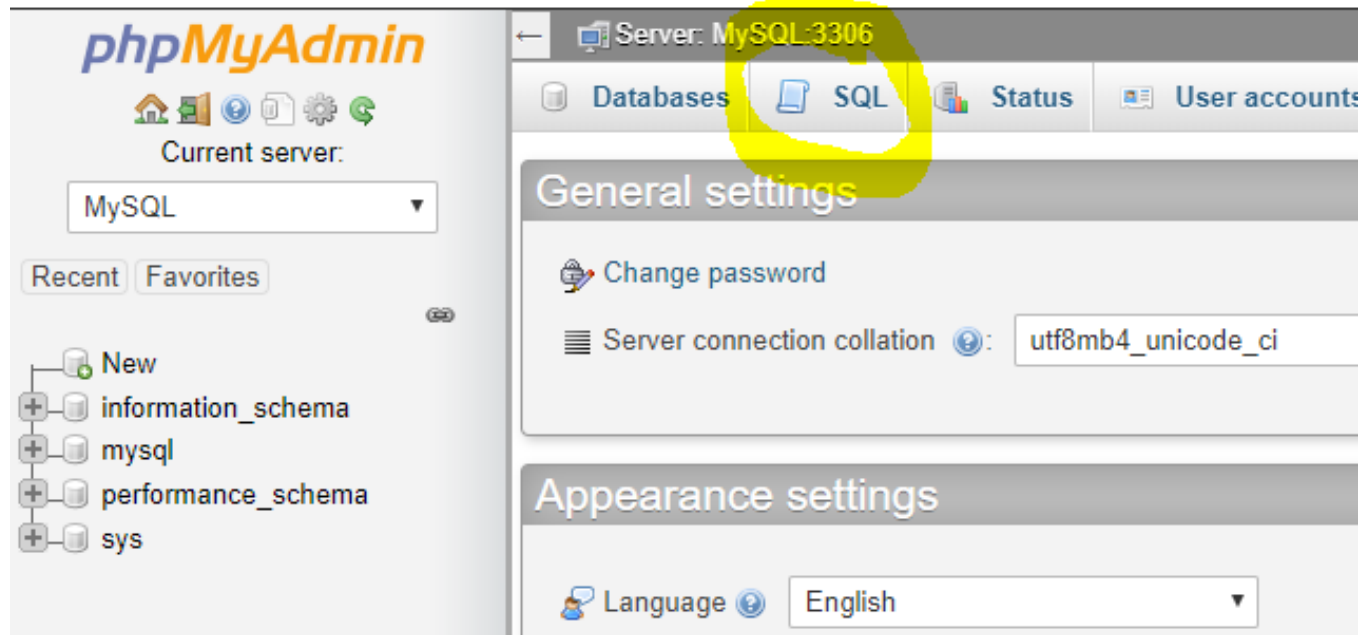 phpMyAdmin
Current server:
MySQL
Recent Favorites
New
information_schema
mysql
performance_schema
sys
Server: MySQL:3306
Databases SQL Status User accounts
General settings
Change password
Server connection collation : utf8mb4_unicode_ci
Appearance settings
Language English